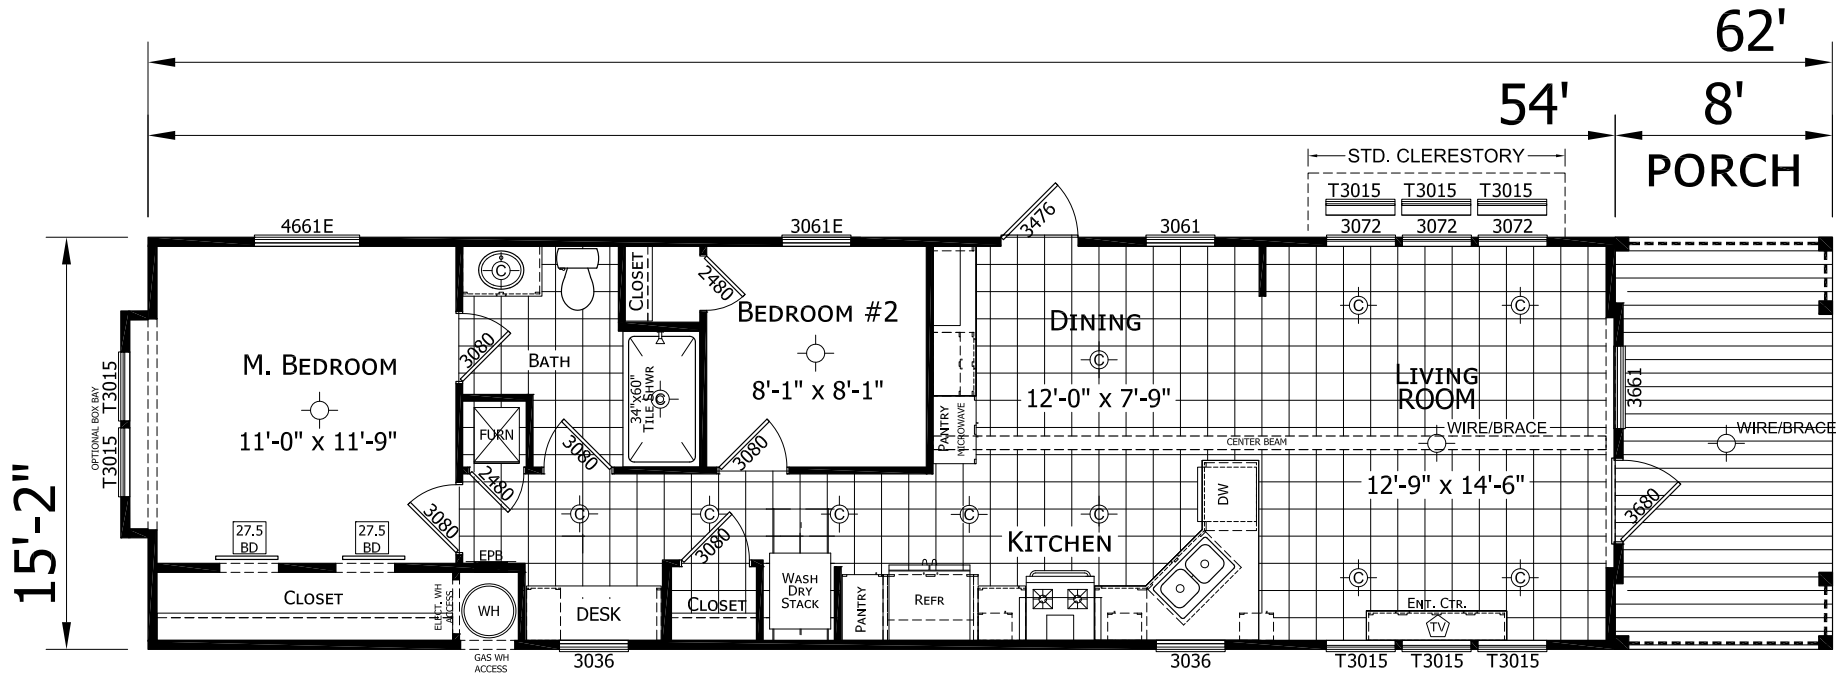 62'
54'
8'
STD. CLERESTORY
PORCH
T3015 T3015 T3015
4661E
3061E
3476
3061
3072 3072 3072
CLOSET
2480
C
BEDROOM #2
8'-1" x 8'-1"
DINING
C
12'-0" x 7'-9"
C
C
M. BEDROOM
11'-0" x 11'-9"
3080
BATH
34"x60"
TILE SHWR
C
LIVING
ROOM
WIRE/BRACE
12'-9" x 14'-6"
3661
WIRE/BRACE
T3015
T3015
OPTIONAL BOX BAY
FURN
3080
3080
2480
PANTRY
MICROWAVE
CENTER BEAM
15'-2"
27.5
BD
27.5
BD
3080
EPB
C
C
C
C
C
3080
DW
3680
KITCHEN
CLOSET
ELECT. WH
ACCESS
WH
GAS WH
ACCESS
DESK
3036
CLOSET
WASH
DRY
STACK
PANTRY
REFR
3036
C
C
ENT. CTR.
TV
T3015 T3015 T3015